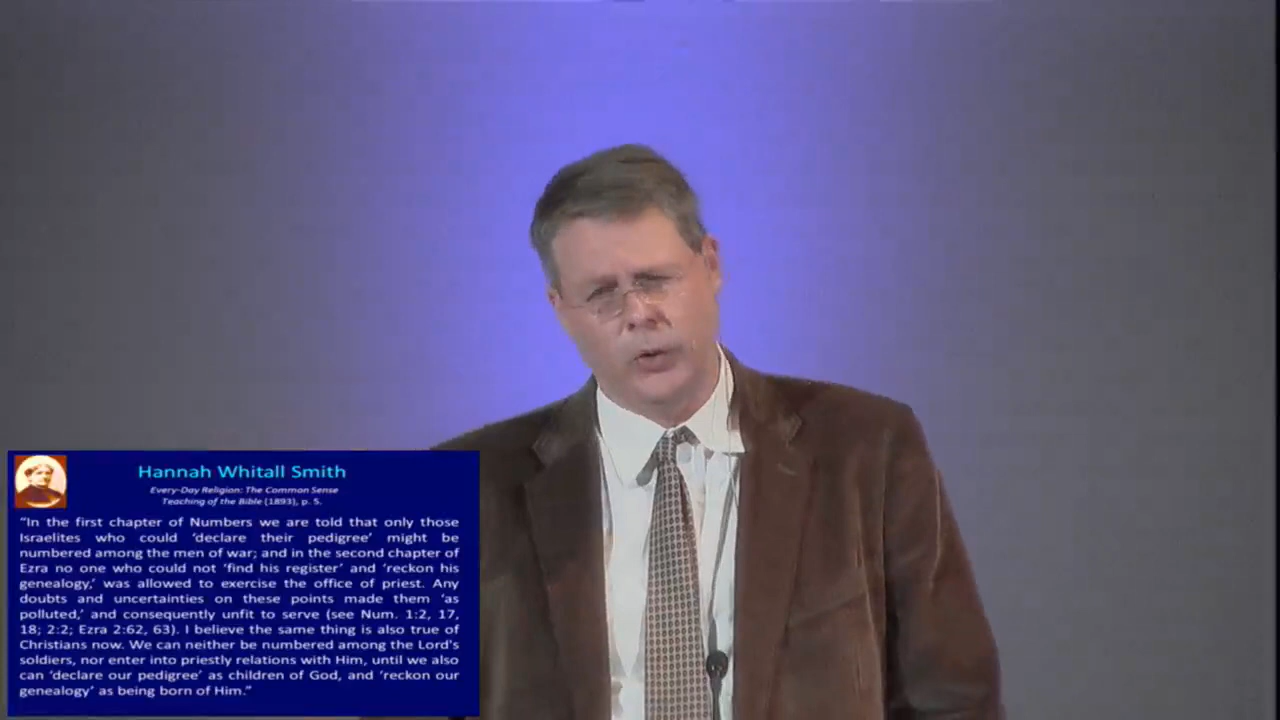 Hannah Whitall Smith
Every-Day Religion: The Common Sense
Teaching of the Bible (1893), p. 5.
“In the first chapter of Numbers we are told that only those
Israelites who could ‘declare their pedigree’ might be
numbered among the men of war; and in the second chapter of
Ezra no one who could not ‘find his register’ and ‘reckon his
genealogy,’ was allowed to exercise the office of priest. Any
doubts and uncertainties on these points made them ‘as
polluted,’ and consequently unfit to serve (see Num. 1:2, 17,
18; 2:2; Ezra 2:62, 63). I believe the same thing is also true of
Christians now. We can neither be numbered among the Lord's
soldiers, nor enter into priestly relations with Him, until we also
can ‘declare our pedigree’ as children of God, and ‘reckon our
genealogy’ as being born of Him.”